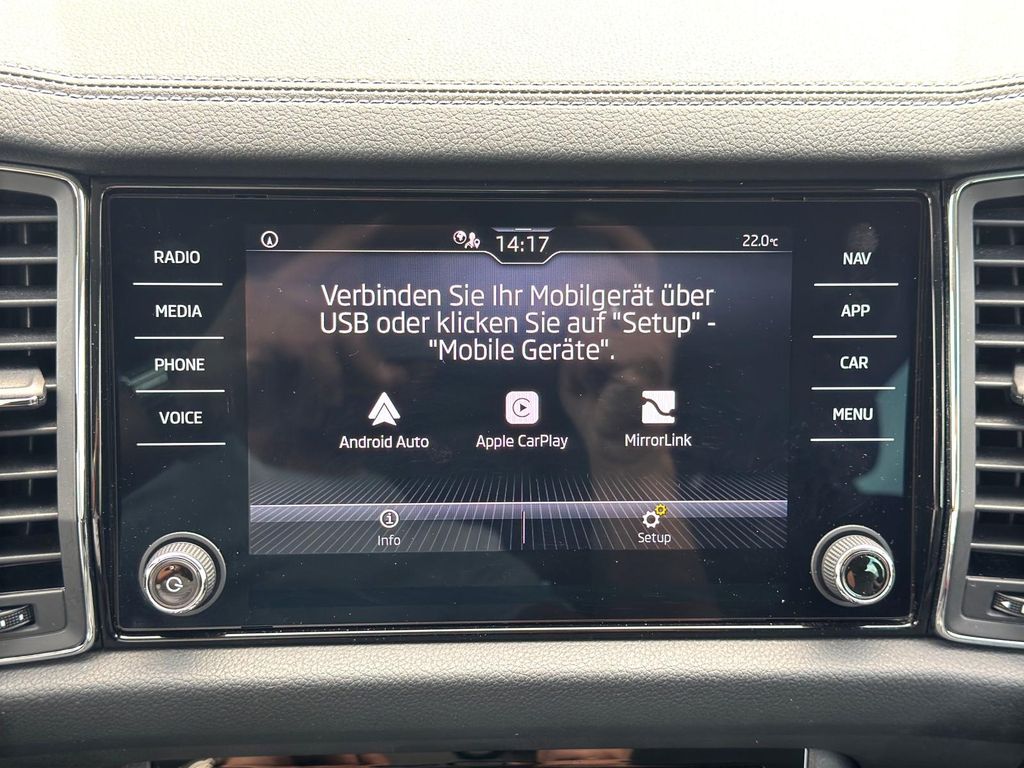 14:17
22.0°C
RADIO
MEDIA
PHONE
VOICE
Verbinden Sie Ihr Mobilgerät über
USB oder klicken Sie auf "Setup" -
"Mobile Geräte".
Android Auto
Apple CarPlay
MirrorLink
Info
Setup
NAV
APP
CAR
MENU